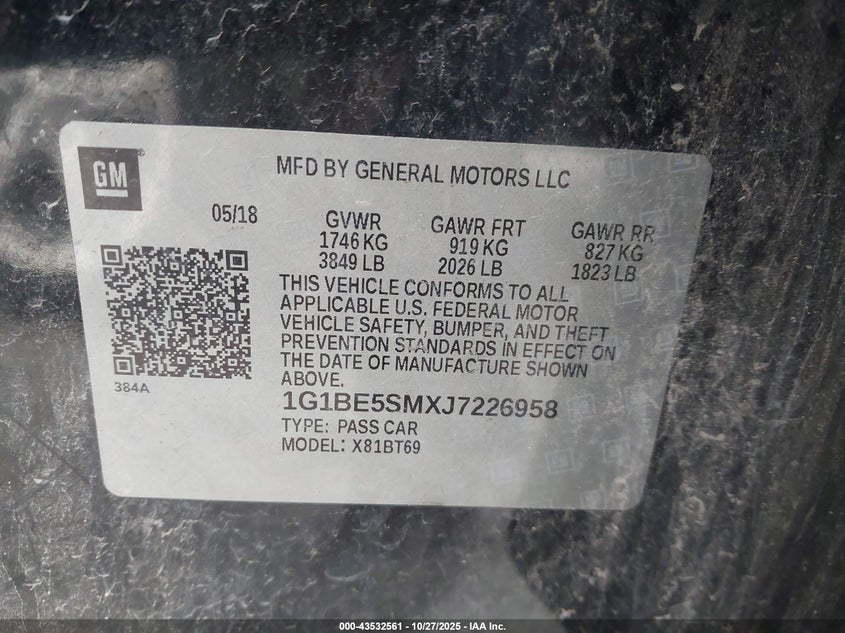 GM
MFD BY GENERAL MOTORS LLC
05/18
GVWR
1746 KG
3849 LB
GAWR FRT
919 KG
2026 LB
GAWR RR
827 KG
1823 LB
THIS VEHICLE CONFORMS TO ALL
APPLICABLE U.S. FEDERAL MOTOR
VEHICLE SAFETY, BUMPER, AND THEFT
PREVENTION STANDARDS IN EFFECT ON
THE DATE OF MANUFACTURE SHOWN
ABOVE.
384A
1G1BE5SMXJ7226958
TYPE: PASS CAR
MODEL: X81BT69
000-43532561 - 10/27/2025 - IAA Inc.